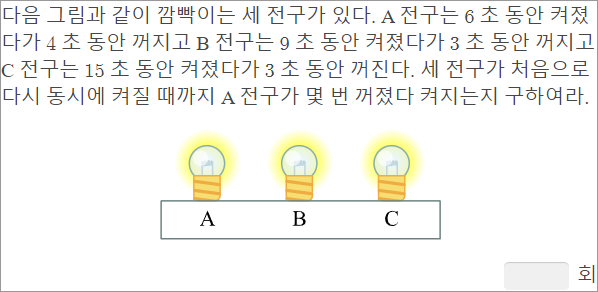 다음 그림과 같이 깜빡이는 세 전구가 있다. A 전구는 6 초 동안 켜졌
다가 4 초 동안 꺼지고 B 전구는 9 초 동안 켜졌다가 3 초 동안 꺼지고
C 전구는 15 초 동안 켜졌다가 3 초 동안 꺼진다. 세 전구가 처음으로
다시 동시에 켜질 때까지 A 전구가 몇 번 꺼졌다 켜지는지 구하여라.
A B C
회